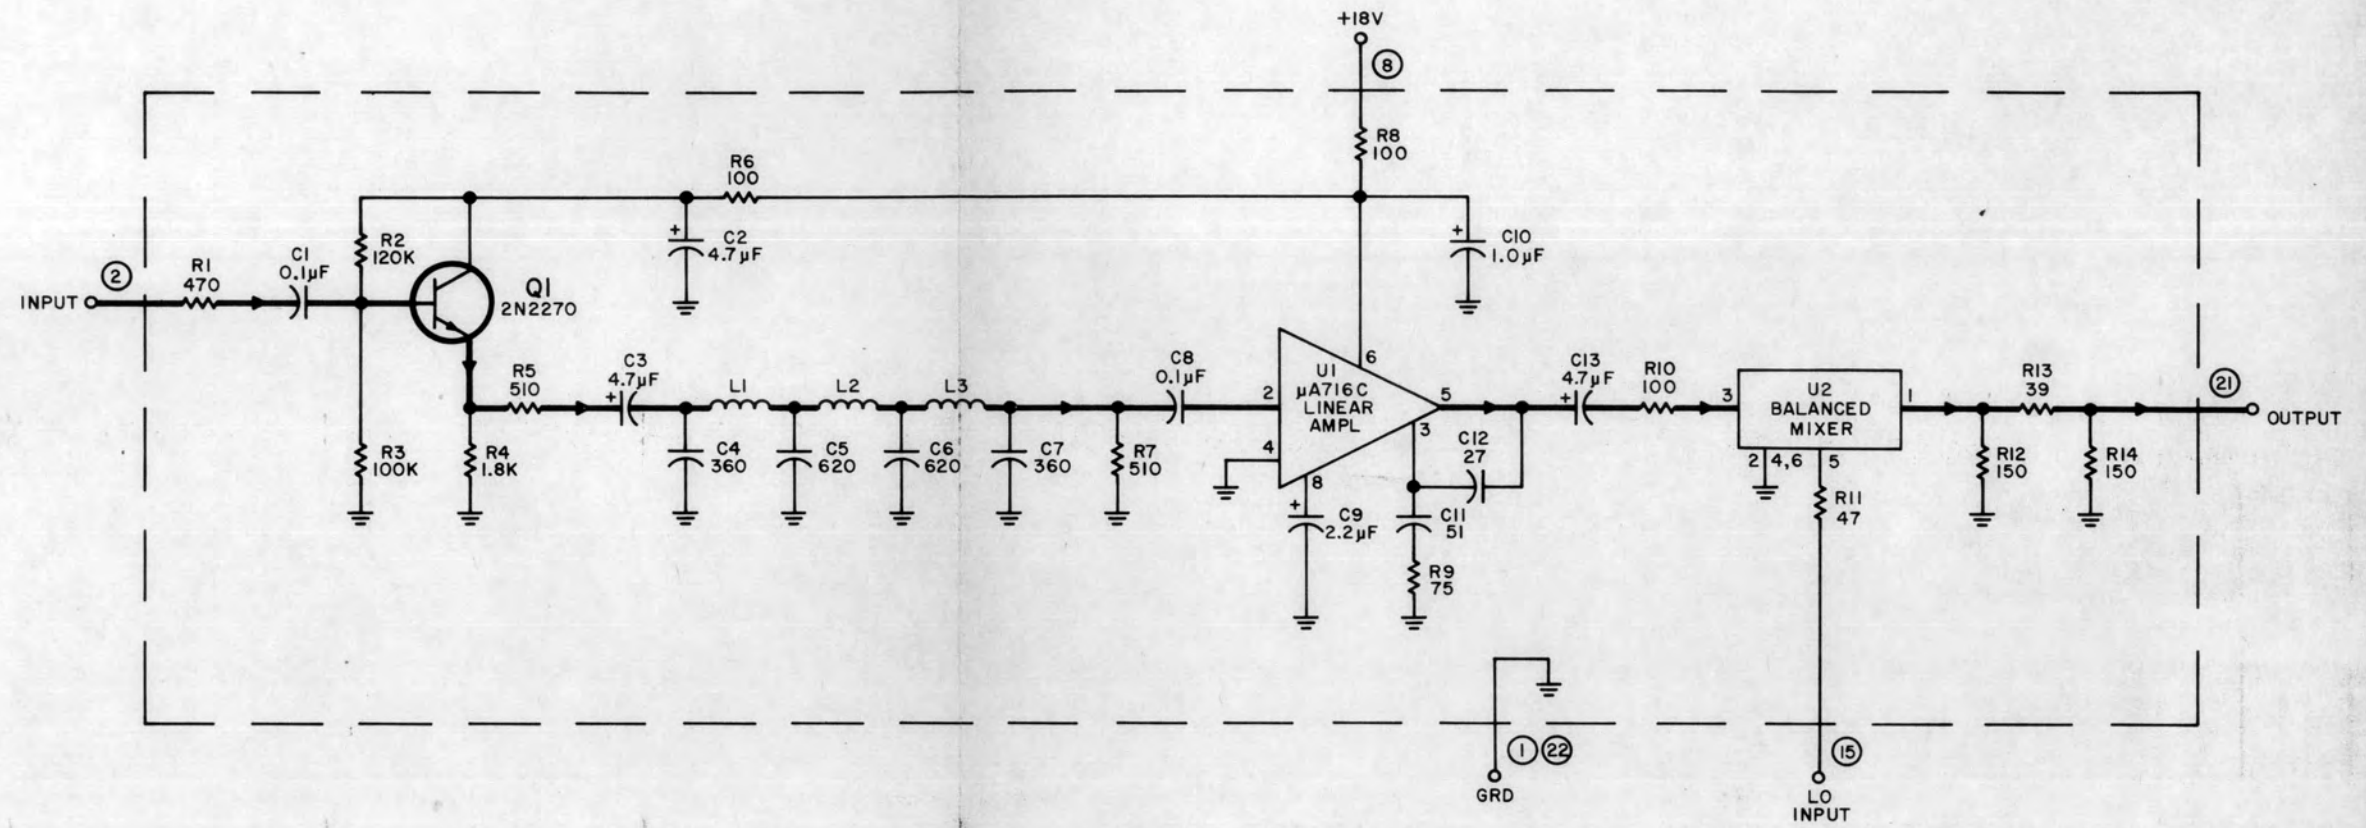 +18V
8
R8
100
R6
100
C10
1.0µF
C2
4.7µF
R2
120K
C1
0.1µF
R1
470
2
INPUT
Q1
2N2270
R5
510
C3
4.7µF
L1
L2
L3
C8
0.1µF
R3
100K
R4
1.8K
C4
360
C5
620
C6
620
C7
360
R7
510
2
4
6
U1
µA716C
LINEAR
AMPL
5
3
8
C9
2.2µF
C12
27
C11
51
R9
75
C13
4.7µF
R10
100
3
U2
BALANCED
MIXER
1
2
4,6
5
R11
47
R13
39
R12
150
R14
150
21
OUTPUT
1
22
GRD
15
LO
INPUT